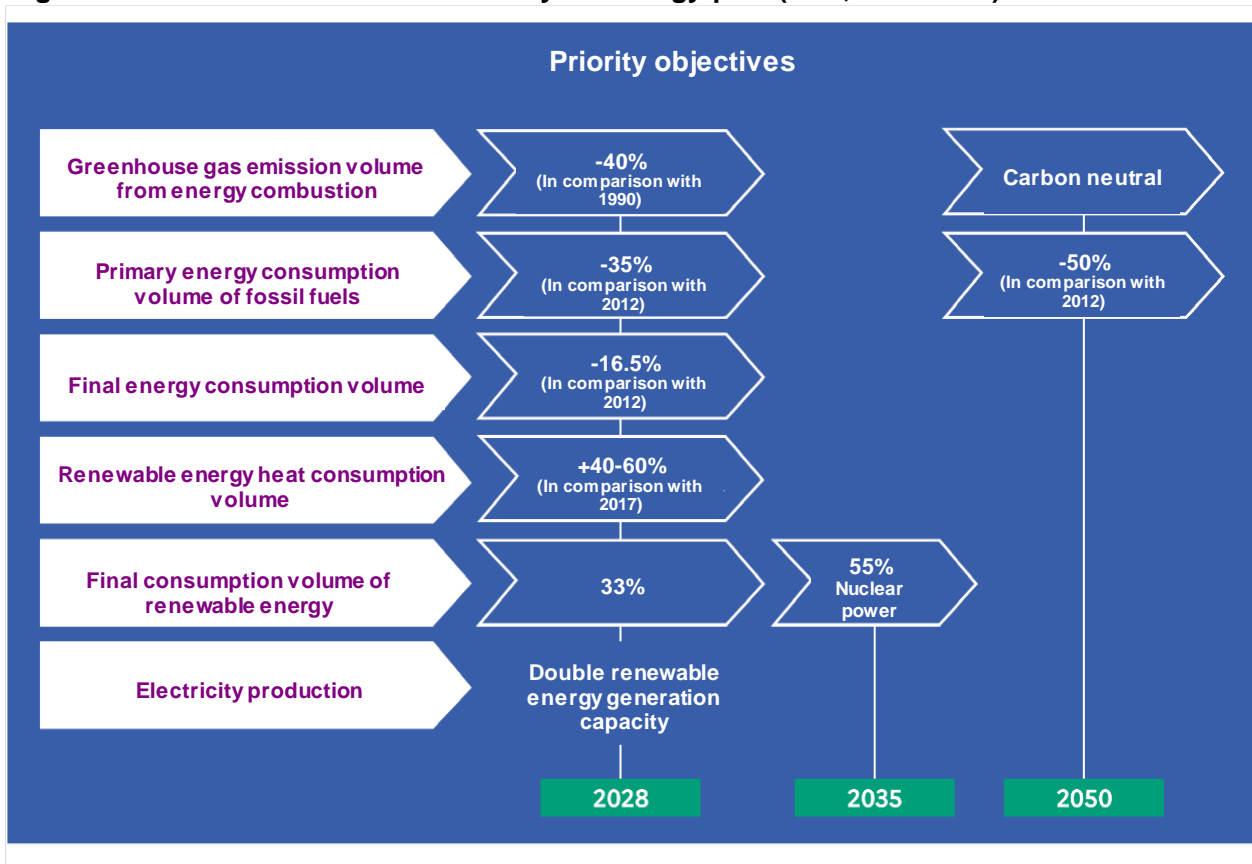 Priority objectives
Greenhouse gas emission volume
from energy combustion
-40%
(In comparison with
1990)
Carbon neutral
Primary energy consumption
volume of fossil fuels
-35%
(In comparison with
2012)
-50%
(In comparison with
2012)
Final energy consumption volume
-16.5%
(In comparison with
2012)
Renewable energy heat consumption
volume
+40-60%
(In comparison with
2017)
Final consumption volume of
renewable energy
33%
55%
Nuclear
power
Electricity production
Double renewable
energy generation
capacity
2028
2035
2050